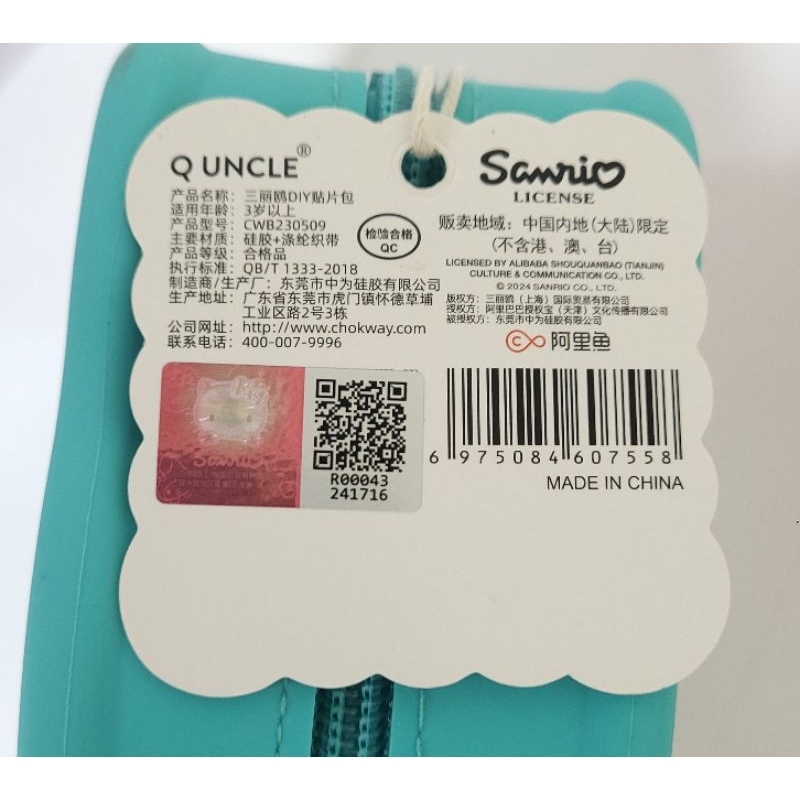 Q UNCLE®
产品名称：三丽鸥DIY贴片包
适用年龄：3岁以上
产品型号：CWB230509
主要材质：硅胶+涤纶织带
产品等级：合格品
执行标准：QB/T 1333-2018
制造商/生产厂：东莞市中为硅胶有限公司
生产地址：广东省东莞市虎门镇怀德草埔
工业区路2号3栋
公司网址：http://www.chokway.com
联系电话：400-007-9996
检验合格
QC
Sanrio
LICENSE
贩卖地域：中国内地(大陆)限定
(不含港、澳、台)
LICENSED BY ALIBABA SHOUQUANBAO (TIANJIN)
CULTURE & COMMUNICATION CO., LTD.
© 2024 SANRIO CO., LTD.
版权方：三丽鸥（上海）国际贸易有限公司
授权方：阿里巴巴授权宝（天津）文化传播有限公司
被授权方：东莞市中为硅胶有限公司
阿里鱼
R00043
241716
6 975084 607558
MADE IN CHINA